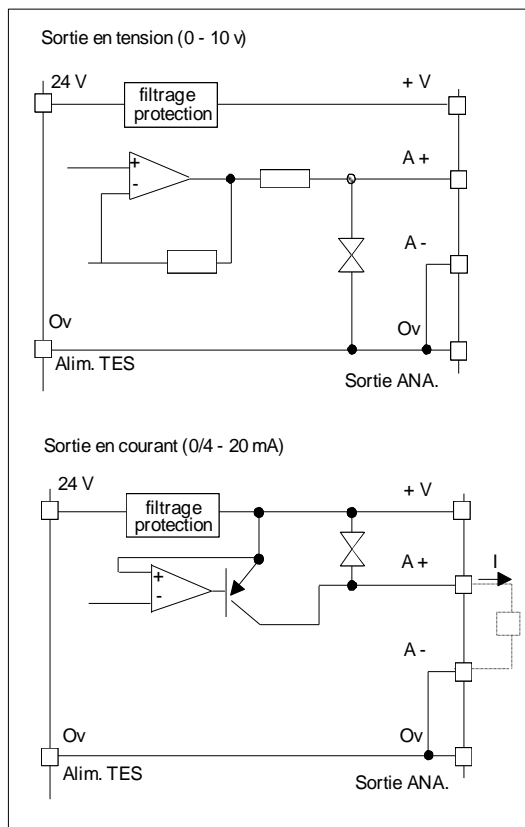 Sortie en tension (0 - 10 v)
24 V
filtrage
protection
+ V
A +
+
-
A -
Ov
Ov
Alim. TES
Sortie ANA.
Sortie en courant (0/4 - 20 mA)
24 V
filtrage
protection
+ V
I
A +
+
-
A -
Ov
Ov
Alim. TES
Sortie ANA.